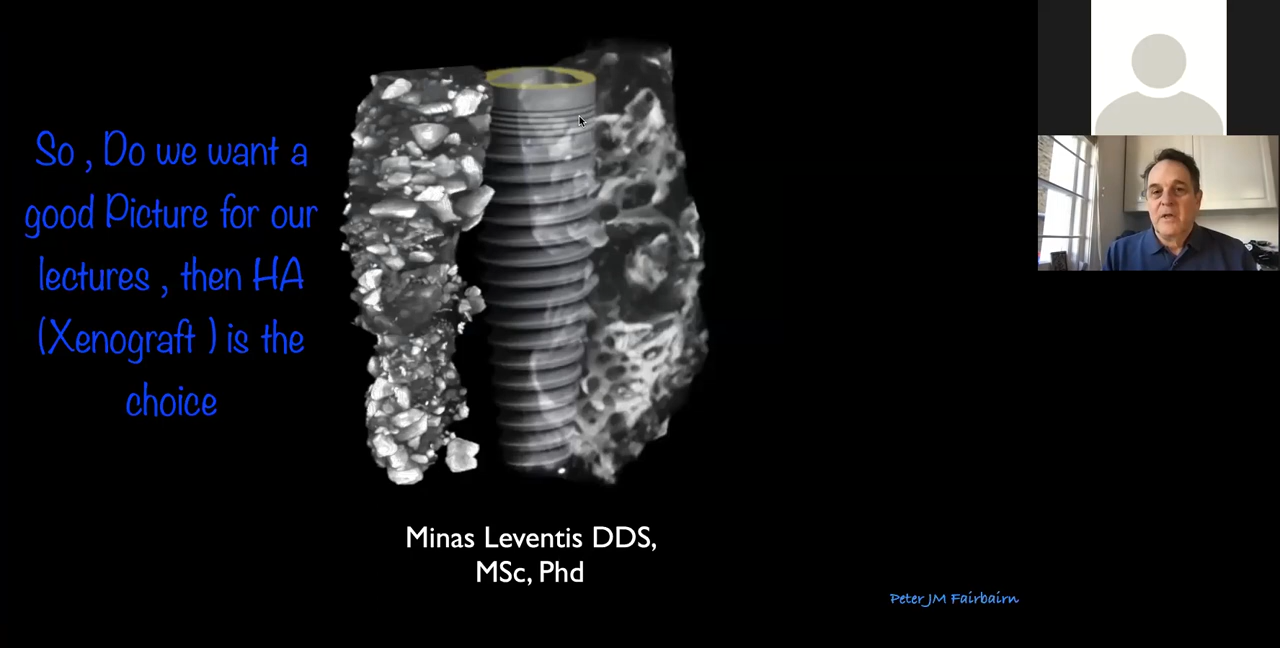 So , Do we want a
good Picture for our
lectures , then HA
(Xenograft ) is the
choice
Minas Leventis DDS,
MSc, Phd
Peter JM Fairbairn